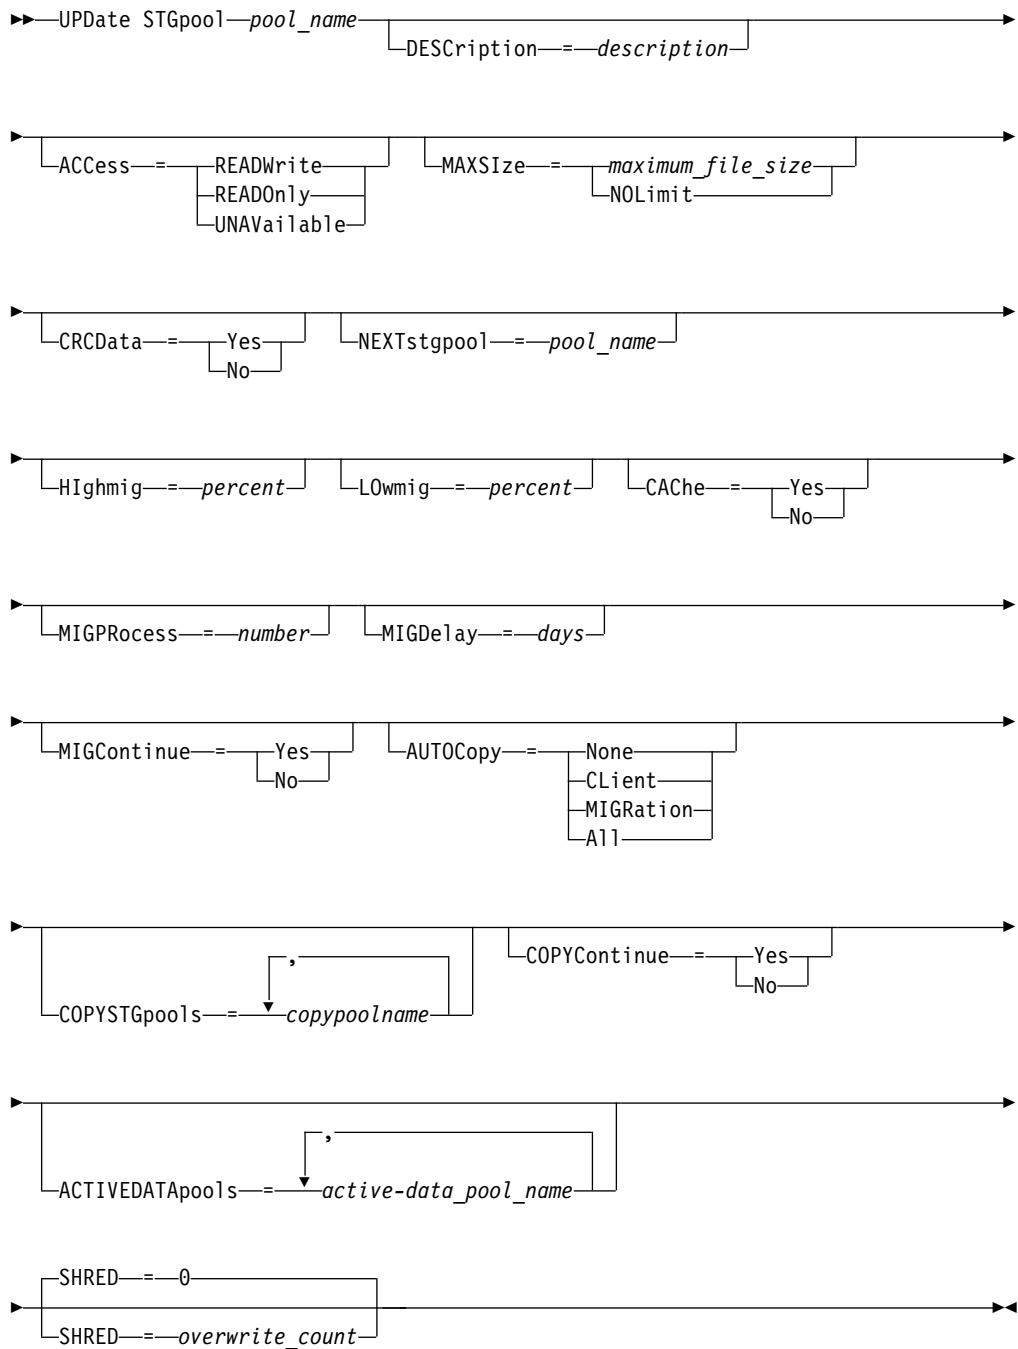 UPDate STGpool pool_name
DESCription = description
ACCess = READWrite MAXSIze = maximum_file_size
READOnly NOLimit
UNAVailable
CRCData = Yes NEXTstgpool = pool_name
No
HIghmig = percent LOwmig = percent CAChe = Yes
No
MIGPRocess = number MIGDelay = days
MIGContinue = Yes AUTOCopy = None
No CLient
MIGRation
All
, COPYContinue = Yes
No
COPYSTGpools = copypoolname
,
ACTIVEDATApools = active-data_pool_name
SHRED = 0
SHRED = overwrite_count